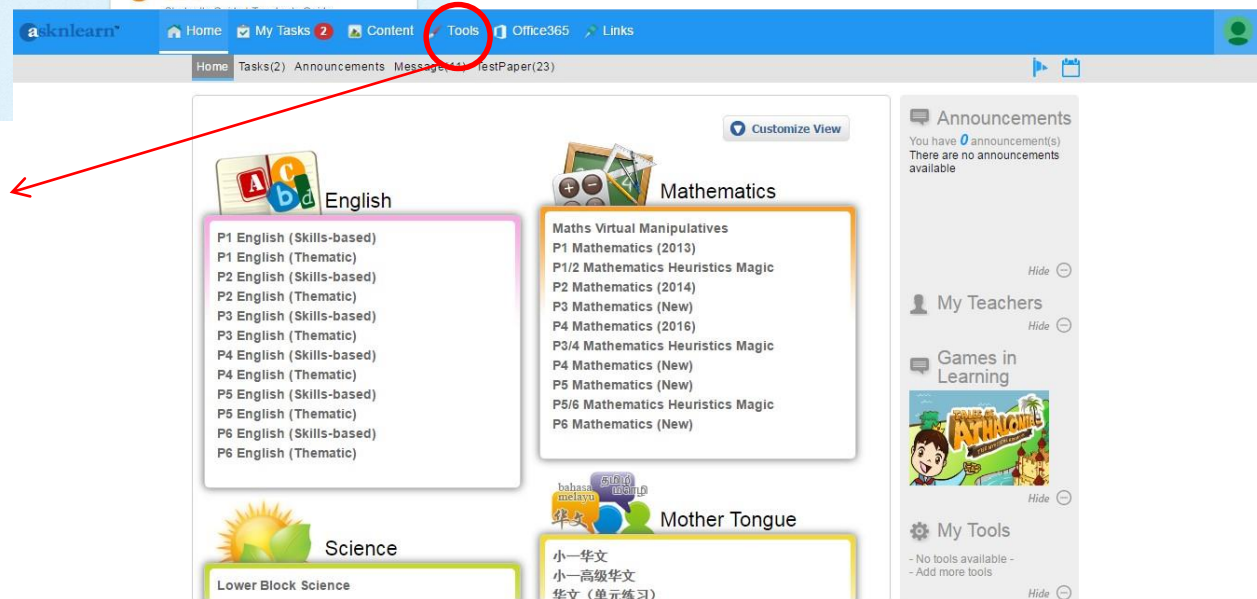 asknlearn
Home My Tasks 2 Content Tools Office365 Links
Home Tasks(2) Announcements Message(11) TestPaper(23)
Customize View
English
P1 English (Skills-based)
P1 English (Thematic)
P2 English (Skills-based)
P2 English (Thematic)
P3 English (Skills-based)
P3 English (Thematic)
P4 English (Skills-based)
P4 English (Thematic)
P5 English (Skills-based)
P5 English (Thematic)
P6 English (Skills-based)
P6 English (Thematic)
Mathematics
Maths Virtual Manipulatives
P1 Mathematics (2013)
P1/2 Mathematics Heuristics Magic
P2 Mathematics (2014)
P3 Mathematics (New)
P4 Mathematics (2016)
P3/4 Mathematics Heuristics Magic
P4 Mathematics (New)
P5 Mathematics (New)
P5/6 Mathematics Heuristics Magic
P6 Mathematics (New)
Science
Lower Block Science
bahasa
melayu
தமிழ்
华文
Mother Tongue
小一华文
小一高级华文
华文（单元练习）
Announcements
You have 0 announcement(s)
There are no announcements
available
Hide
My Teachers
Hide
Games in
Learning
TALES OF
ATHALONIA
Hide
My Tools
- No tools available -
- Add more tools
Hide